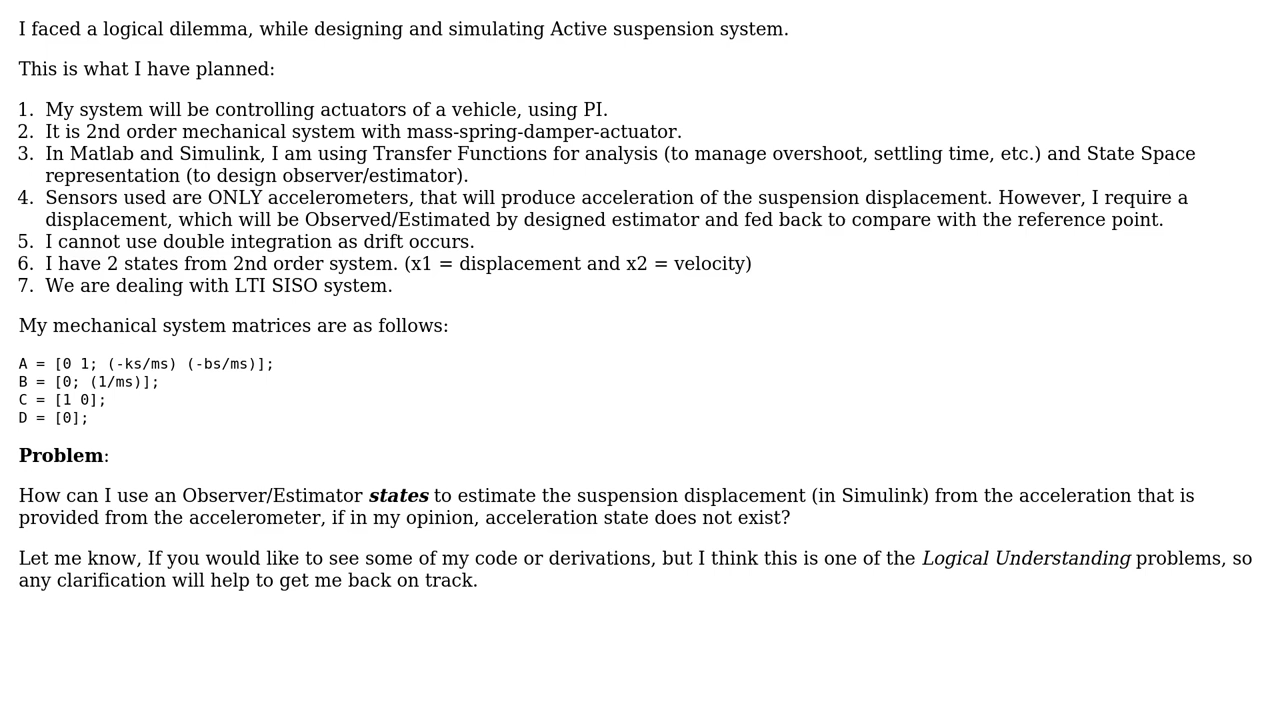 I faced a logical dilemma, while designing and simulating Active suspension system.
This is what I have planned:
1. My system will be controlling actuators of a vehicle, using PI.
2. It is 2nd order mechanical system with mass-spring-damper-actuator.
3. In Matlab and Simulink, I am using Transfer Functions for analysis (to manage overshoot, settling time, etc.) and State Space
representation (to design observer/estimator).
4. Sensors used are ONLY accelerometers, that will produce acceleration of the suspension displacement. However, I require a
displacement, which will be Observed/Estimated by designed estimator and fed back to compare with the reference point.
5. I cannot use double integration as drift occurs.
6. I have 2 states from 2nd order system. (x1 = displacement and x2 = velocity)
7. We are dealing with LTI SISO system.
My mechanical system matrices are as follows:
A = [0 1; (-ks/ms) (-bs/ms)];
B = [0; (1/ms)];
C = [1 0];
D = [0];
Problem:
How can I use an Observer/Estimator states to estimate the suspension displacement (in Simulink) from the acceleration that is
provided from the accelerometer, if in my opinion, acceleration state does not exist?
Let me know, If you would like to see some of my code or derivations, but I think this is one of the Logical Understanding problems, so
any clarification will help to get me back on track.